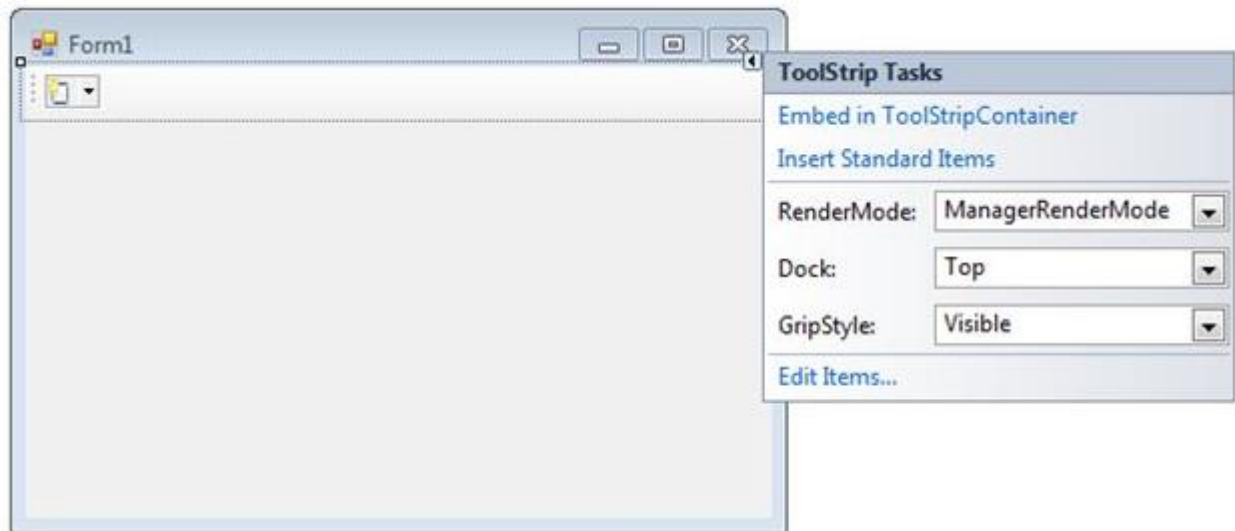 Form1
ToolStrip Tasks
Embed in ToolStripContainer
Insert Standard Items
RenderMode: ManagerRenderMode
Dock: Top
GripStyle: Visible
Edit Items...